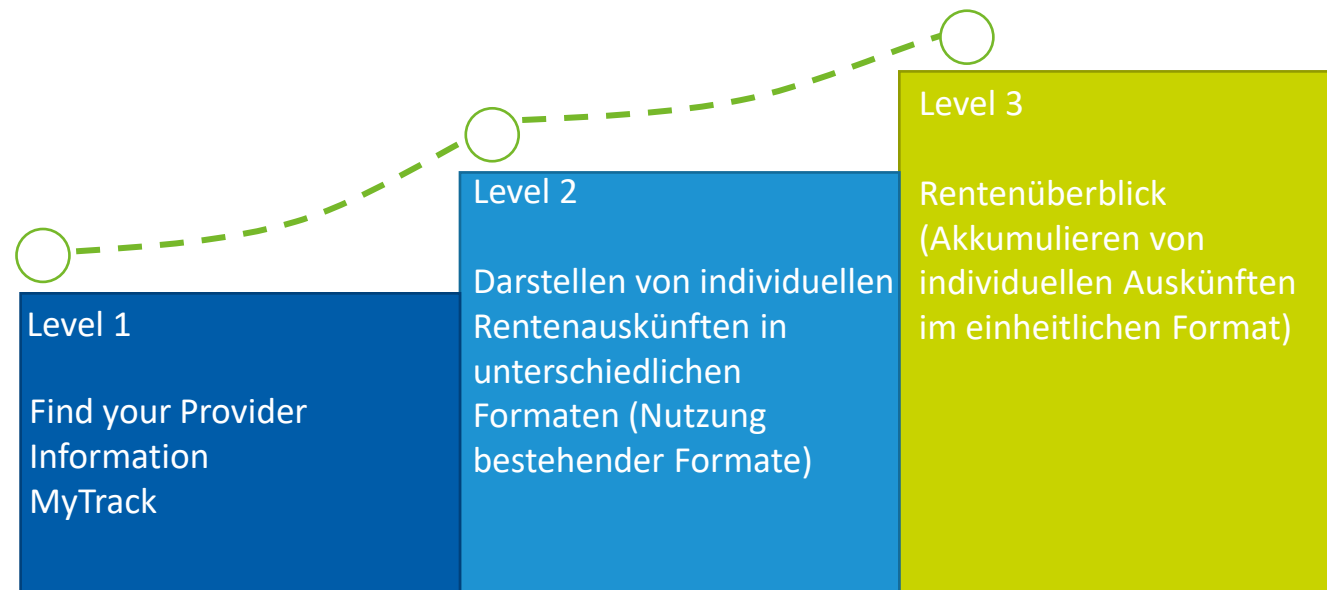 Level 1
Find your Provider
Information
MyTrack
Level 2
Darstellen von individuellen
Rentenauskünften in
unterschiedlichen
Formaten (Nutzung
bestehender Formate)
Level 3
Rentenüberblick
(Akkumulieren von
individuellen Auskünften
im einheitlichen Format)